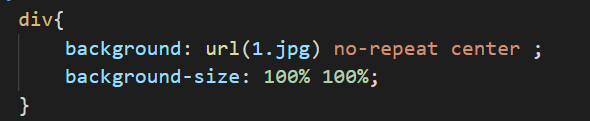 div{
    background: url(1.jpg) no-repeat center ;
    background-size: 100% 100%;
}